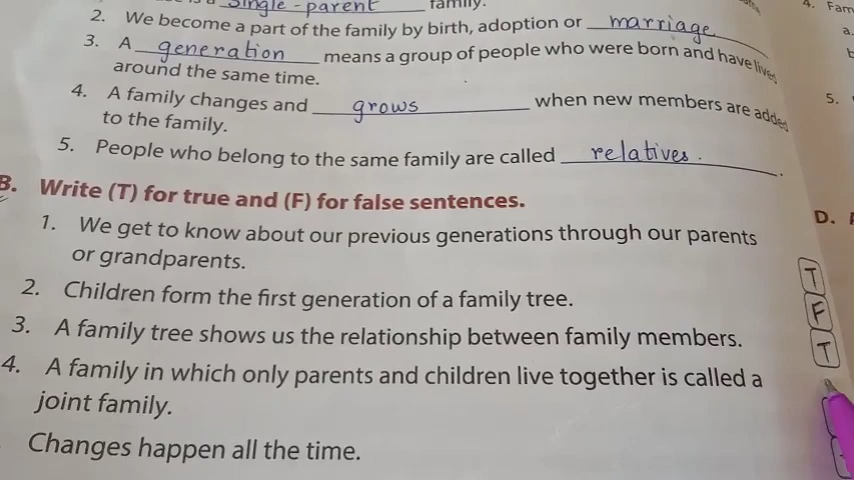 Single-parent family.
2. We become a part of the family by birth, adoption or marriage
3. A generation means a group of people who were born and have lived
around the same time.
4. A family changes and grows when new members are added
to the family.
5. People who belong to the same family are called relatives.
B. Write (T) for true and (F) for false sentences.
1. We get to know about our previous generations through our parents
or grandparents. T
2. Children form the first generation of a family tree. F
3. A family tree shows us the relationship between family members. T
4. A family in which only parents and children live together is called a
joint family.
Changes happen all the time.
4. Fam
a.
b
5.
D.